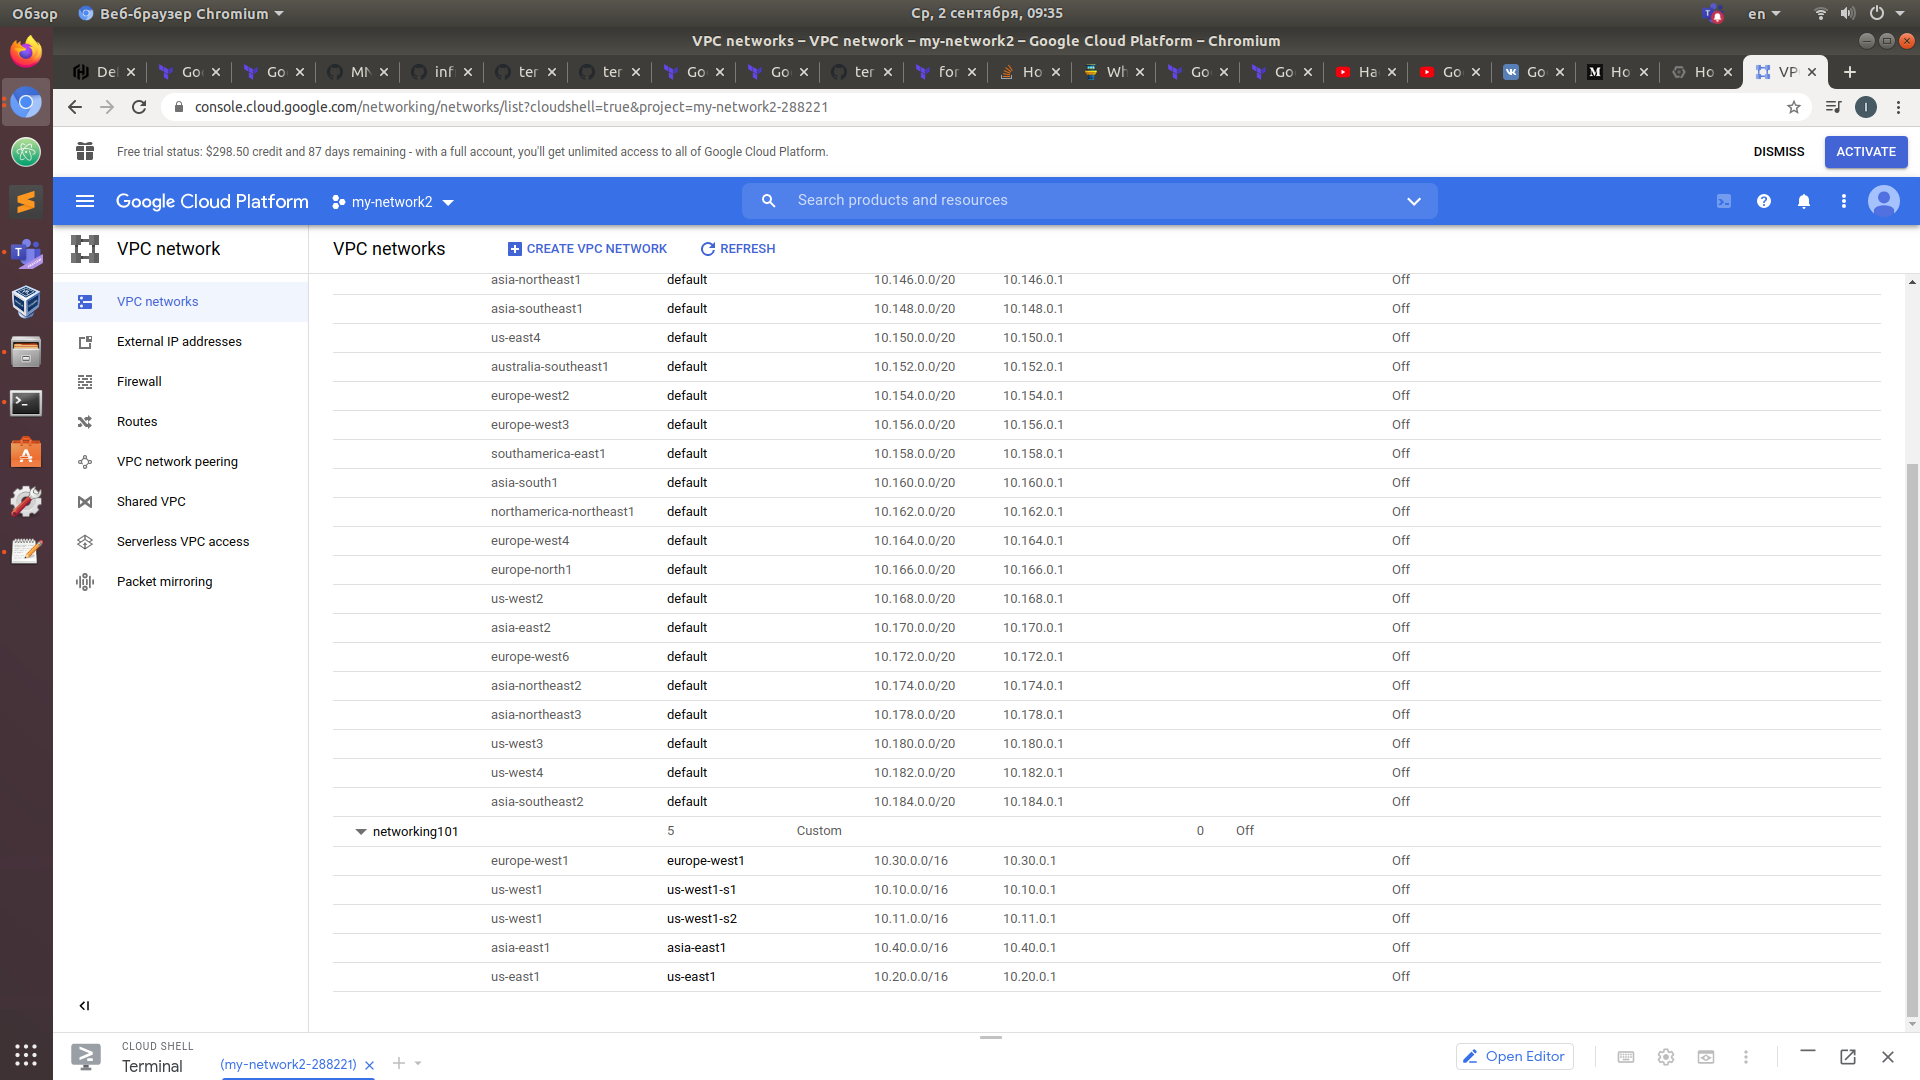 Обзор Веб-браузер Chromium Ср, 2 сентября, 09:35 en
VPC networks – VPC network – my-network2 – Google Cloud Platform – Chromium
De Go Go MN inf ter ter Go Go ter for Ho Wh Go Go Ha Go Go Ho Ho VP
console.cloud.google.com/networking/networks/list?cloudshell=true&project=my-network2-288221 I
Free trial status: $298.50 credit and 87 days remaining - with a full account, you'll get unlimited access to all of Google Cloud Platform. DISMISS ACTIVATE
Google Cloud Platform my-network2 Search products and resources
VPC network
VPC networks CREATE VPC NETWORK REFRESH
VPC networks
External IP addresses
Firewall
Routes
VPC network peering
Shared VPC
Serverless VPC access
Packet mirroring
asia-northeast1 default 10.146.0.0/20 10.146.0.1 Off
asia-southeast1 default 10.148.0.0/20 10.148.0.1 Off
us-east4 default 10.150.0.0/20 10.150.0.1 Off
australia-southeast1 default 10.152.0.0/20 10.152.0.1 Off
europe-west2 default 10.154.0.0/20 10.154.0.1 Off
europe-west3 default 10.156.0.0/20 10.156.0.1 Off
southamerica-east1 default 10.158.0.0/20 10.158.0.1 Off
asia-south1 default 10.160.0.0/20 10.160.0.1 Off
northamerica-northeast1 default 10.162.0.0/20 10.162.0.1 Off
europe-west4 default 10.164.0.0/20 10.164.0.1 Off
europe-north1 default 10.166.0.0/20 10.166.0.1 Off
us-west2 default 10.168.0.0/20 10.168.0.1 Off
asia-east2 default 10.170.0.0/20 10.170.0.1 Off
europe-west6 default 10.172.0.0/20 10.172.0.1 Off
asia-northeast2 default 10.174.0.0/20 10.174.0.1 Off
asia-northeast3 default 10.178.0.0/20 10.178.0.1 Off
us-west3 default 10.180.0.0/20 10.180.0.1 Off
us-west4 default 10.182.0.0/20 10.182.0.1 Off
asia-southeast2 default 10.184.0.0/20 10.184.0.1 Off
networking101 5 Custom 0 Off
europe-west1 europe-west1 10.30.0.0/16 10.30.0.1 Off
us-west1 us-west1-s1 10.10.0.0/16 10.10.0.1 Off
us-west1 us-west1-s2 10.11.0.0/16 10.11.0.1 Off
asia-east1 asia-east1 10.40.0.0/16 10.40.0.1 Off
us-east1 us-east1 10.20.0.0/16 10.20.0.1 Off
CLOUD SHELL
Terminal (my-network2-288221) Open Editor